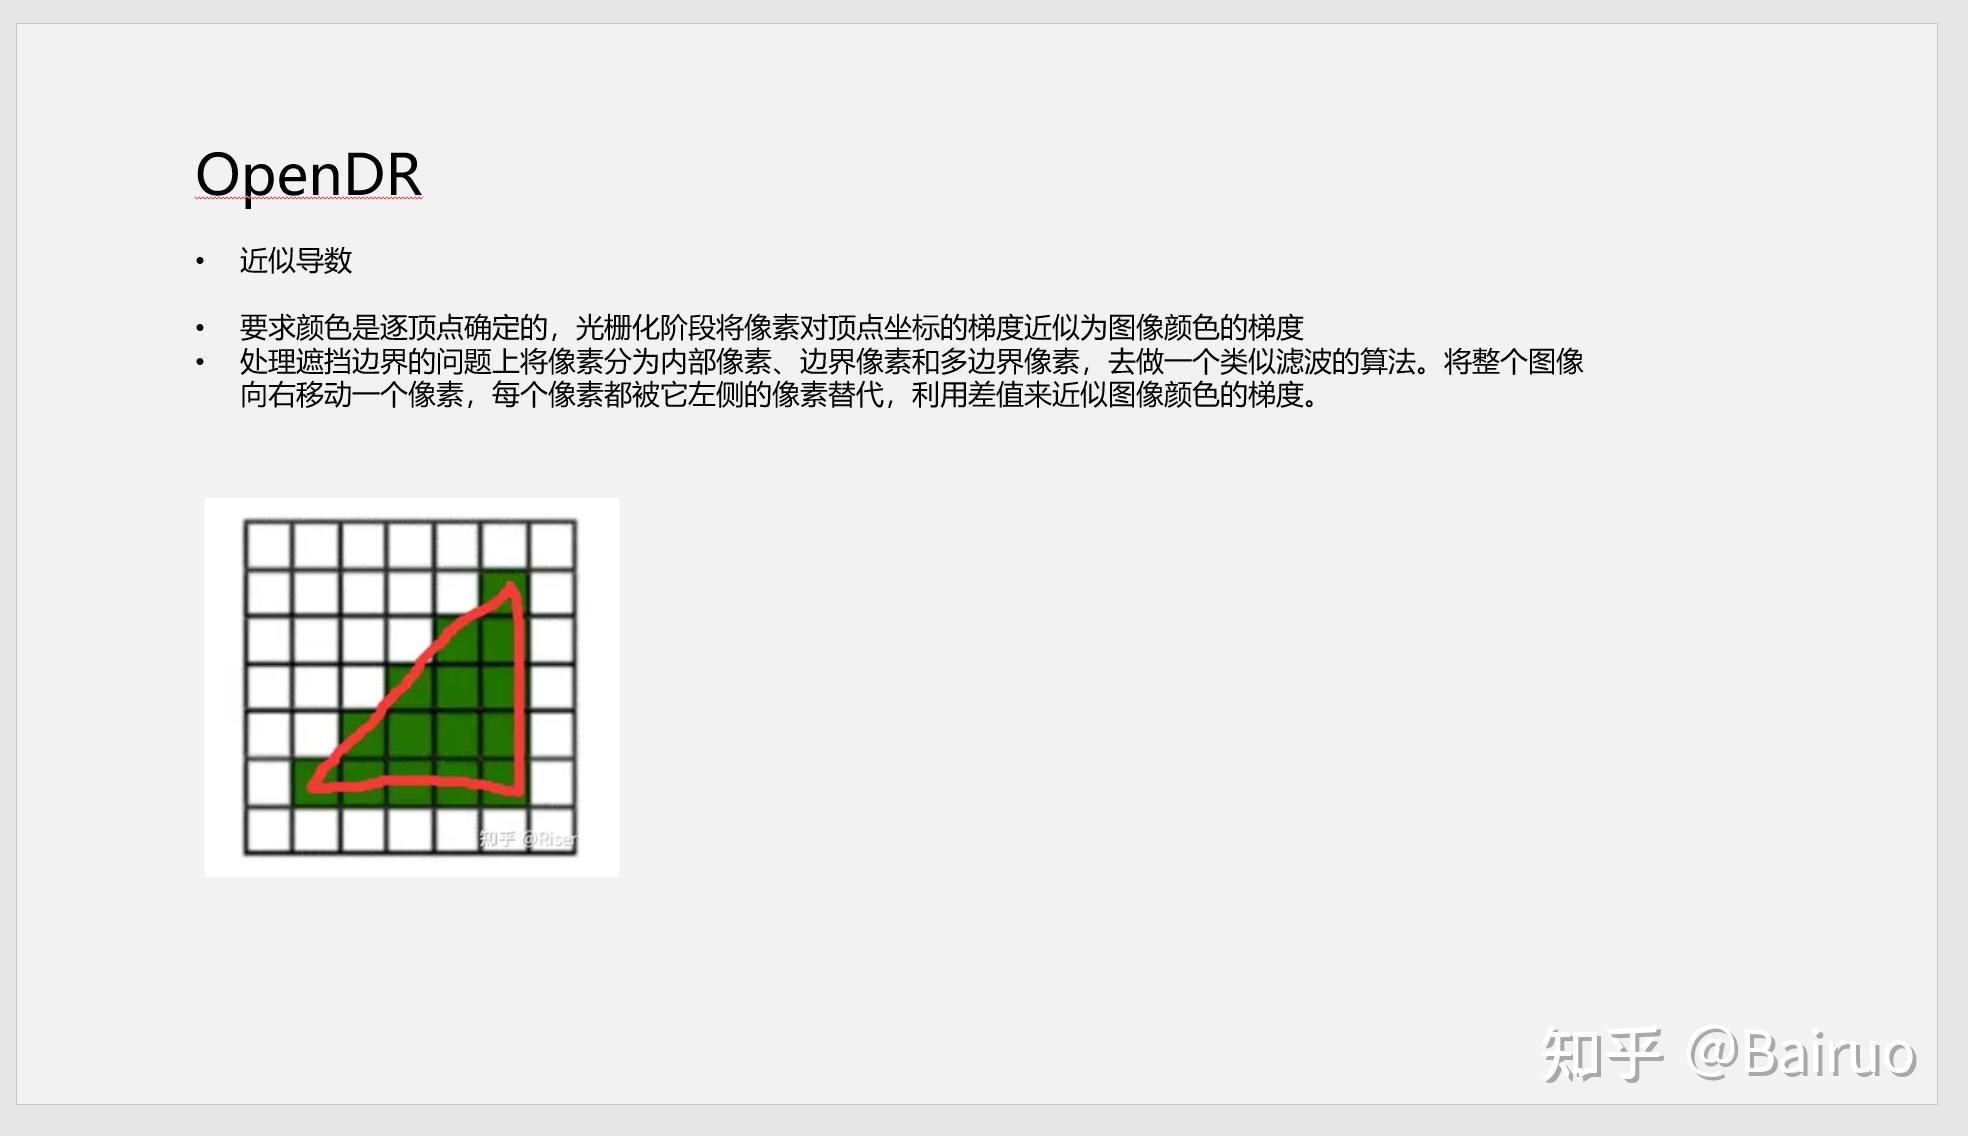 OpenDR
• 近似导数
• 要求颜色是逐顶点确定的，光栅化阶段将像素对顶点坐标的梯度近似为图像颜色的梯度
• 处理遮挡边界的问题上将像素分为内部像素、边界像素和多边界像素，去做一个类似滤波的算法。将整个图像
向右移动一个像素，每个像素都被它左侧的像素替代，利用差值来近似图像颜色的梯度。
知乎 @Riser
知乎 @Bairuo